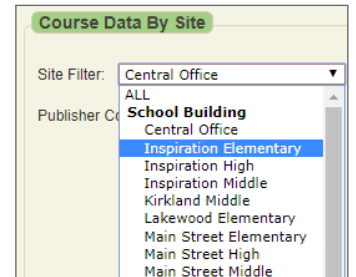 Course Data By Site
Site Filter: Central Office
ALL
Publisher Co
School Building
Central Office
Inspiration Elementary
Inspiration High
Inspiration Middle
Kirkland Middle
Lakewood Elementary
Main Street Elementary
Main Street High
Main Street Middle